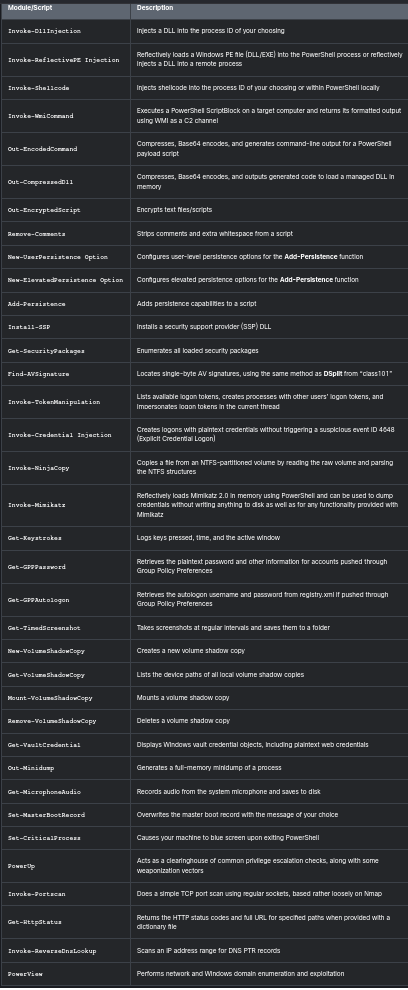 Module/Script Description
Invoke-DllInjection Injects a DLL into the process ID of your choosing
Invoke-ReflectivePE Injection Reflectively loads a Windows PE file (DLL/EXE) into the PowerShell process or reflectively
injects a DLL into a remote process
Invoke-Shellcode Injects shellcode into the process ID of your choosing or within PowerShell locally
Invoke-WmiCommand Executes a PowerShell ScriptBlock on a target computer and returns its formatted output
using WMI as a C2 channel
Out-EncodedCommand Compresses, Base64 encodes, and generates command-line output for a PowerShell
payload script
Out-CompressedDll Compresses, Base64 encodes, and outputs generated code to load a managed DLL in
memory
Out-EncryptedScript Encrypts text files/scripts
Remove-Comments Strips comments and extra whitespace from a script
New-UserPersistence Option Configures user-level persistence options for the Add-Persistence function
New-ElevatedPersistence Option Configures elevated persistence options for the Add-Persistence function
Add-Persistence Adds persistence capabilities to a script
Install-SSP Installs a security support provider (SSP) DLL
Get-SecurityPackages Enumerates all loaded security packages
Find-AVSignature Locates single-byte AV signatures, using the same method as DSplit from "class101"
Invoke-TokenManipulation Lists available logon tokens, creates processes with other users' logon tokens, and
impersonates logon tokens in the current thread
Invoke-Credential Injection Creates logons with plaintext credentials without triggering a suspicious event ID 4648
(Explicit Credential Logon)
Invoke-NinjaCopy Copies a file from an NTFS-partitioned volume by reading the raw volume and parsing
the NTFS structures
Invoke-Mimikatz Reflectively loads Mimikatz 2.0 in memory using PowerShell and can be used to dump
credentials without writing anything to disk as well as for any functionality provided with
Mimikatz
Get-Keystrokes Logs keys pressed, time, and the active window
Get-GPPPassword Retrieves the plaintext password and other information for accounts pushed through
Group Policy Preferences
Get-GPPAutologon Retrieves the autologon username and password from registry.xml if pushed through
Group Policy Preferences
Get-TimedScreenshot Takes screenshots at regular intervals and saves them to a folder
New-VolumeShadowCopy Creates a new volume shadow copy
Get-VolumeShadowCopy Lists the device paths of all local volume shadow copies
Mount-VolumeShadowCopy Mounts a volume shadow copy
Remove-VolumeShadowCopy Deletes a volume shadow copy
Get-VaultCredential Displays Windows vault credential objects, including plaintext web credentials
Out-Minidump Generates a full-memory minidump of a process
Get-MicrophoneAudio Records audio from the system microphone and saves to disk
Set-MasterBootRecord Overwrites the master boot record with the message of your choice
Set-CriticalProcess Causes your machine to blue screen upon exiting PowerShell
PowerUp Acts as a clearinghouse of common privilege escalation checks, along with some
weaponization vectors
Invoke-Portscan Does a simple TCP port scan using regular sockets, based rather loosely on Nmap
Get-HttpStatus Returns the HTTP status codes and full URL for specified paths when provided with a
dictionary file
Invoke-ReverseDnsLookup Scans an IP address range for DNS PTR records
PowerView Performs network and Windows domain enumeration and exploitation